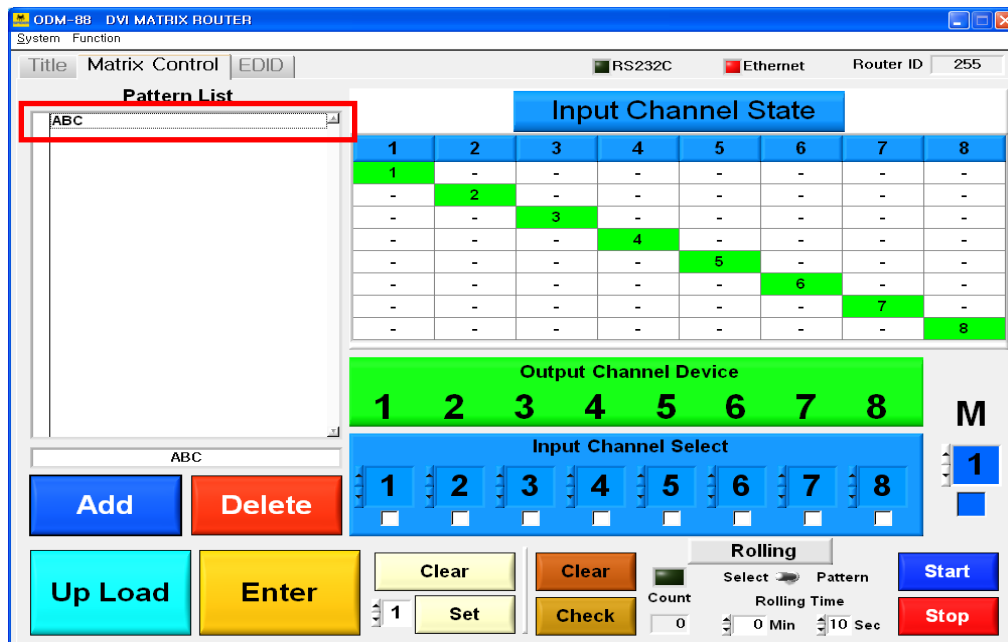 ODM-88 DVI MATRIX ROUTER
System Function
Title Matrix Control EDID RS232C Ethernet Router ID 255
Pattern List
ABC
Input Channel State
1 2 3 4 5 6 7 8
1 - - - - - - -
- 2 - - - - - -
- - 3 - - - - -
- - - 4 - - - -
- - - - 5 - - -
- - - - - 6 - -
- - - - - - 7 -
- - - - - - - 8
Output Channel Device
1 2 3 4 5 6 7 8
M
ABC
Input Channel Select
1 2 3 4 5 6 7 8
1
Add Delete
Up Load Enter
Clear
1 Set
Clear
Check
Rolling
Select Pattern
Count
0
Rolling Time
0 Min 10 Sec
Start
Stop